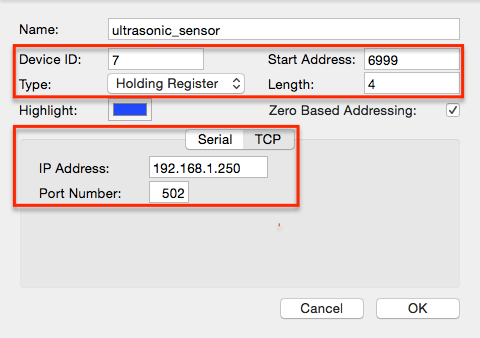 Name: ultrasonic_sensor
Device ID: 7 Start Address: 6999
Type: Holding Register Length: 4
Highlight: Zero Based Addressing:
Serial TCP
IP Address: 192.168.1.250
Port Number: 502
Cancel OK